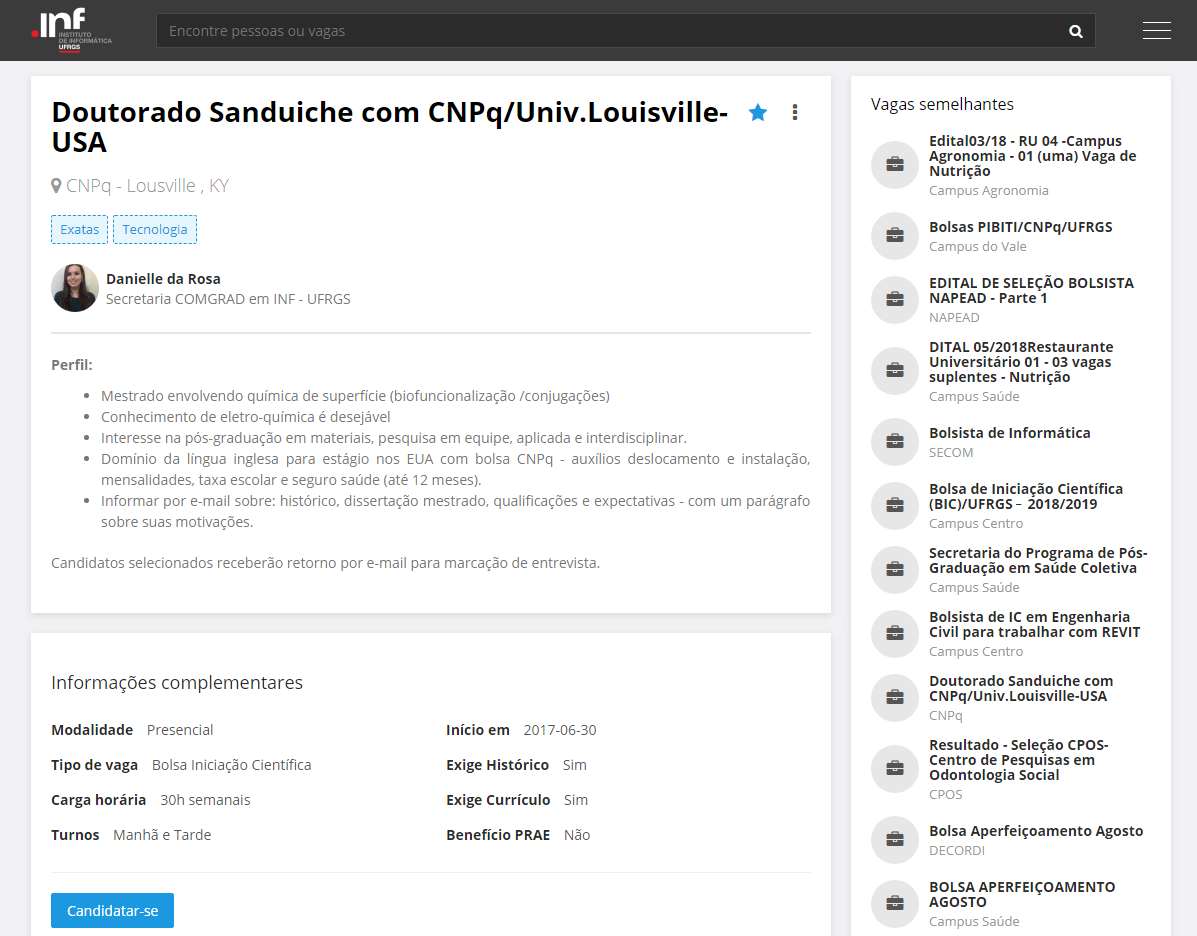 .inf
INSTITUTO
DE INFORMÁTICA
UFRGS
Encontre pessoas ou vagas
Doutorado Sanduiche com CNPq/Univ.Louisville-
USA
CNPq - Lousville , KY
Exatas
Tecnologia
Danielle da Rosa
Secretaria COMGRAD em INF - UFRGS
Perfil:
Mestrado envolvendo química de superfície (biofuncionalização /conjugações)
Conhecimento de eletro-química é desejável
Interesse na pós-graduação em materiais, pesquisa em equipe, aplicada e interdisciplinar.
Domínio da língua inglesa para estágio nos EUA com bolsa CNPq - auxílios deslocamento e instalação,
mensalidades, taxa escolar e seguro saúde (até 12 meses).
Informar por e-mail sobre: histórico, dissertação mestrado, qualificações e expectativas - com um parágrafo
sobre suas motivações.
Candidatos selecionados receberão retorno por e-mail para marcação de entrevista.
Informações complementares
Modalidade Presencial
Início em 2017-06-30
Tipo de vaga Bolsa Iniciação Científica
Exige Histórico Sim
Carga horária 30h semanais
Exige Currículo Sim
Turnos Manhã e Tarde
Benefício PRAE Não
Candidatar-se
Vagas semelhantes
Edital03/18 - RU 04 -Campus
Agronomia - 01 (uma) Vaga de
Nutrição
Campus Agronomia
Bolsas PIBITI/CNPq/UFRGS
Campus do Vale
EDITAL DE SELEÇÃO BOLSISTA
NAPEAD - Parte 1
NAPEAD
DITAL 05/2018Restaurante
Universitário 01 - 03 vagas
suplentes - Nutrição
Campus Saúde
Bolsista de Informática
SECOM
Bolsa de Iniciação Científica
(BIC)/UFRGS – 2018/2019
Campus Centro
Secretaria do Programa de Pós-
Graduação em Saúde Coletiva
Campus Saúde
Bolsista de IC em Engenharia
Civil para trabalhar com REVIT
Campus Centro
Doutorado Sanduiche com
CNPq/Univ.Louisville-USA
CNPq
Resultado - Seleção CPOS-
Centro de Pesquisas em
Odontologia Social
CPOS
Bolsa Aperfeiçoamento Agosto
DECORDI
BOLSA APERFEIÇOAMENTO
AGOSTO
Campus Saúde